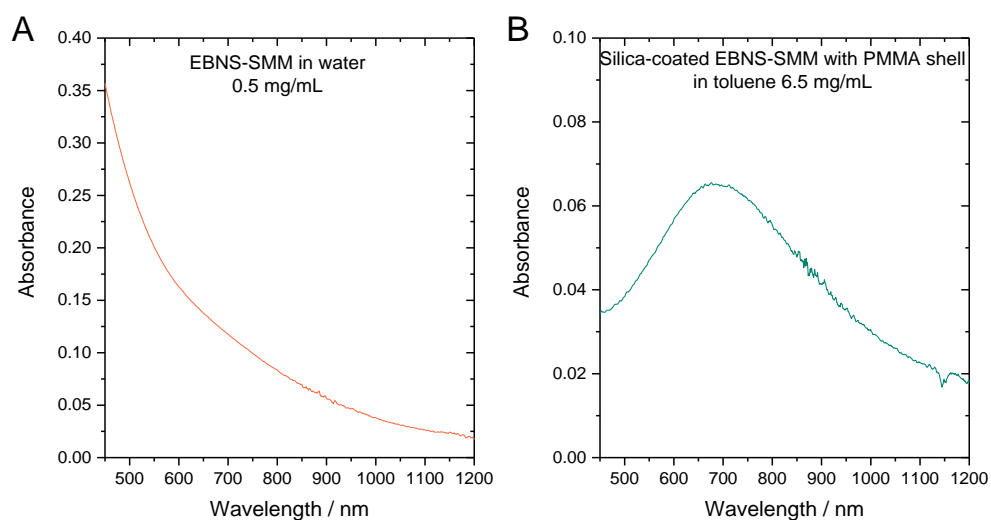 A
EBNS-SMM in water
0.5 mg/mL
Absorbance
0.40
0.35
0.30
0.25
0.20
0.15
0.10
0.05
0.00
500 600 700 800 900 1000 1100 1200
Wavelength / nm
B
Silica-coated EBNS-SMM with PMMA shell
in toluene 6.5 mg/mL
Absorbance
0.10
0.08
0.06
0.04
0.02
0.00
500 600 700 800 900 1000 1100 1200
Wavelength / nm